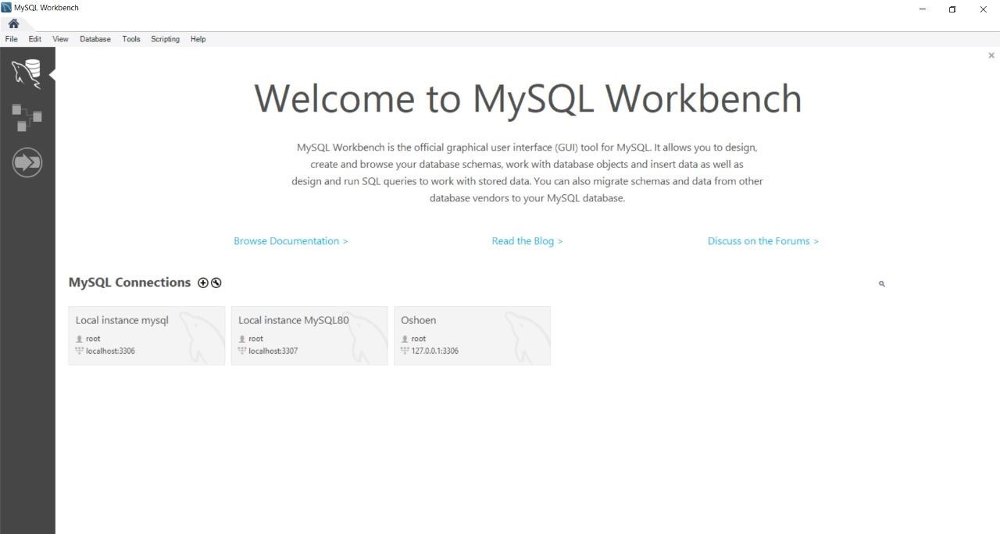 MySQL Workbench
File Edit View Database Tools Scripting Help
Welcome to MySQL Workbench
MySQL Workbench is the official graphical user interface (GUI) tool for MySQL. It allows you to design,
create and browse your database schemas, work with database objects and insert data as well as
design and run SQL queries to work with stored data. You can also migrate schemas and data from other
database vendors to your MySQL database.
Browse Documentation > Read the Blog > Discuss on the Forums >
MySQL Connections
Local instance mysql
root
localhost:3306
Local instance MySQL80
root
localhost:3307
Oshoen
root
127.0.0.1:3306